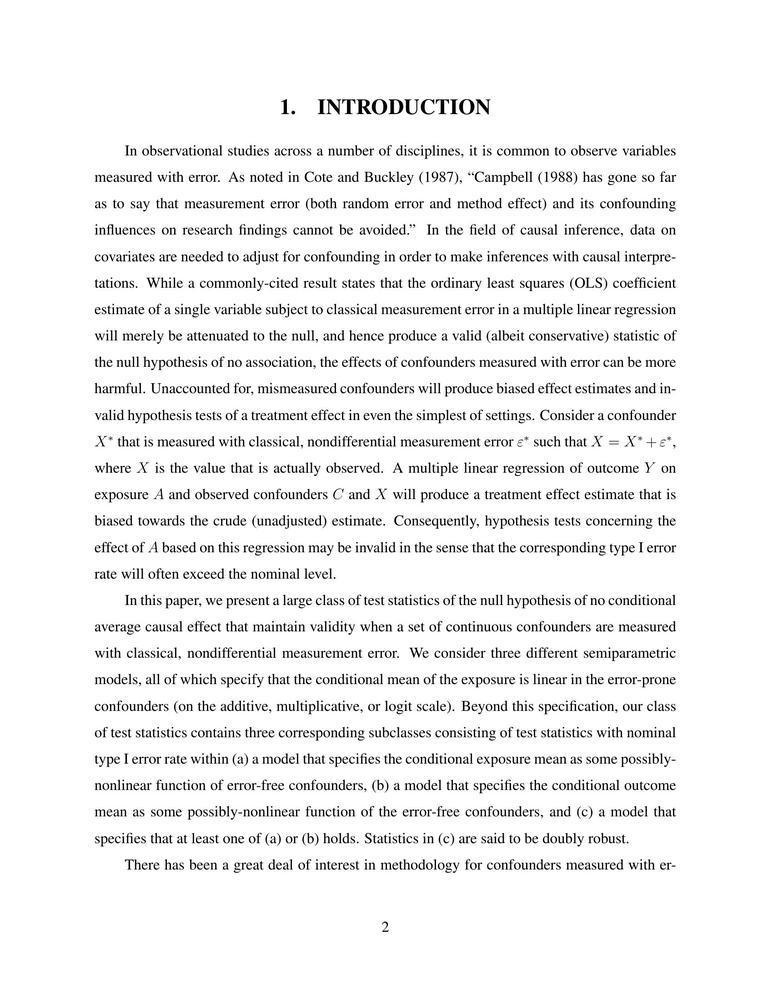 1. INTRODUCTION
In observational studies across a number of disciplines, it is common to observe variables
measured with error. As noted in Cote and Buckley (1987), “Campbell (1988) has gone so far
as to say that measurement error (both random error and method effect) and its confounding
influences on research findings cannot be avoided.” In the field of causal inference, data on
covariates are needed to adjust for confounding in order to make inferences with causal interpre-
tations. While a commonly-cited result states that the ordinary least squares (OLS) coefficient
estimate of a single variable subject to classical measurement error in a multiple linear regression
will merely be attenuated to the null, and hence produce a valid (albeit conservative) statistic of
the null hypothesis of no association, the effects of confounders measured with error can be more
harmful. Unaccounted for, mismeasured confounders will produce biased effect estimates and in-
valid hypothesis tests of a treatment effect in even the simplest of settings. Consider a confounder
X* that is measured with classical, nondifferential measurement error ε* such that X = X* + ε*,
where X is the value that is actually observed. A multiple linear regression of outcome Y on
exposure A and observed confounders C and X will produce a treatment effect estimate that is
biased towards the crude (unadjusted) estimate. Consequently, hypothesis tests concerning the
effect of A based on this regression may be invalid in the sense that the corresponding type I error
rate will often exceed the nominal level.
In this paper, we present a large class of test statistics of the null hypothesis of no conditional
average causal effect that maintain validity when a set of continuous confounders are measured
with classical, nondifferential measurement error. We consider three different semiparametric
models, all of which specify that the conditional mean of the exposure is linear in the error-prone
confounders (on the additive, multiplicative, or logit scale). Beyond this specification, our class
of test statistics contains three corresponding subclasses consisting of test statistics with nominal
type I error rate within (a) a model that specifies the conditional exposure mean as some possibly-
nonlinear function of error-free confounders, (b) a model that specifies the conditional outcome
mean as some possibly-nonlinear function of the error-free confounders, and (c) a model that
specifies that at least one of (a) or (b) holds. Statistics in (c) are said to be doubly robust.
There has been a great deal of interest in methodology for confounders measured with er-
2